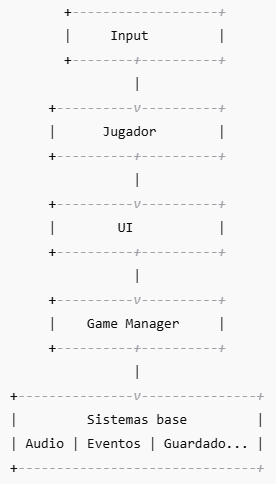 Input
Jugador
UI
Game Manager
Sistemas base
| Audio | Eventos | Guardado... |